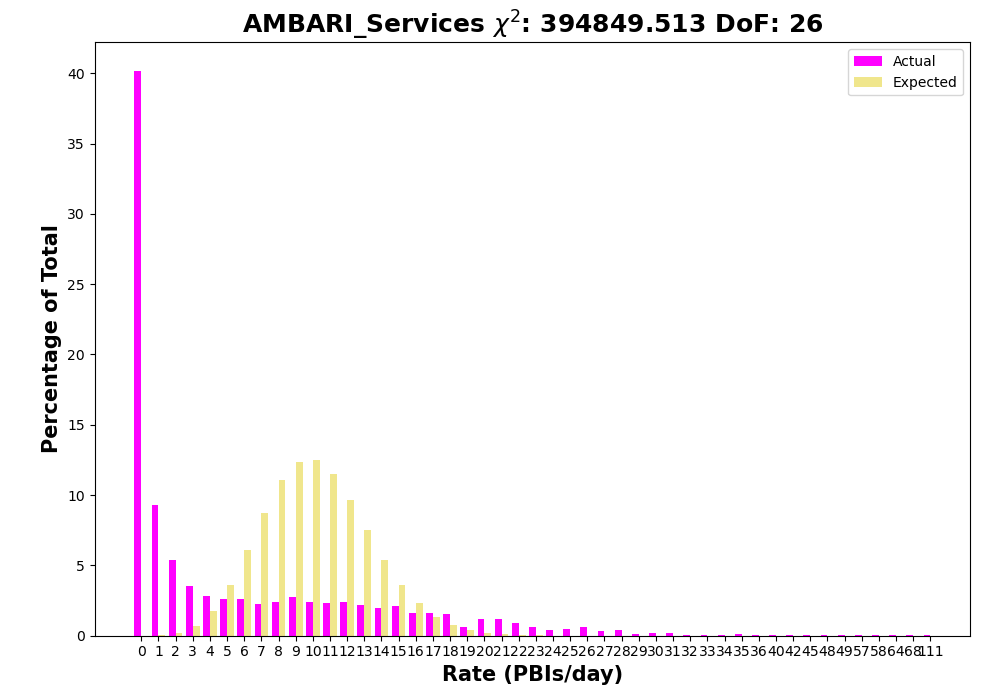 AMBARI_Services χ²: 394849.513 DoF: 26
Actual
Expected
Percentage of Total
40
35
30
25
20
15
10
5
0
0 1 2 3 4 5 6 7 8 9 10 11 12 13 14 15 16 17 18 19 20 21 22 23 24 25 26 27 28 29 30 31 32 33 34 35 36 40 42 45 48 49 57 58 64 68 111
Rate (PBIs/day)